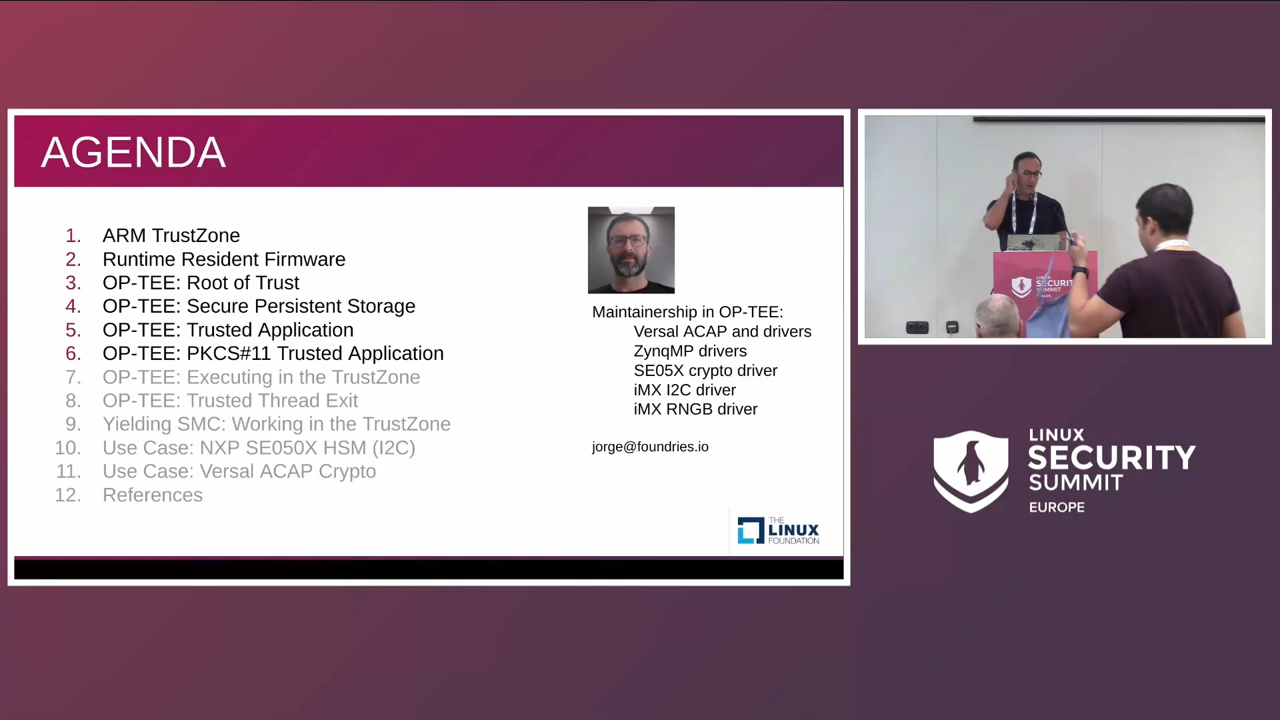 AGENDA
1. ARM TrustZone
2. Runtime Resident Firmware
3. OP-TEE: Root of Trust
4. OP-TEE: Secure Persistent Storage
5. OP-TEE: Trusted Application
6. OP-TEE: PKCS#11 Trusted Application
7. OP-TEE: Executing in the TrustZone
8. OP-TEE: Trusted Thread Exit
9. Yielding SMC: Working in the TrustZone
10. Use Case: NXP SE050X HSM (I2C)
11. Use Case: Versal ACAP Crypto
12. References
Maintainership in OP-TEE:
Versal ACAP and drivers
ZynqMP drivers
SE05X crypto driver
iMX I2C driver
iMX RNGB driver
jorge@foundries.io
THE
LINUX
FOUNDATION
LINUX
SECURITY
SUMMIT
EUROPE
LINUX
SECURITY
SUMMIT
EUROPE